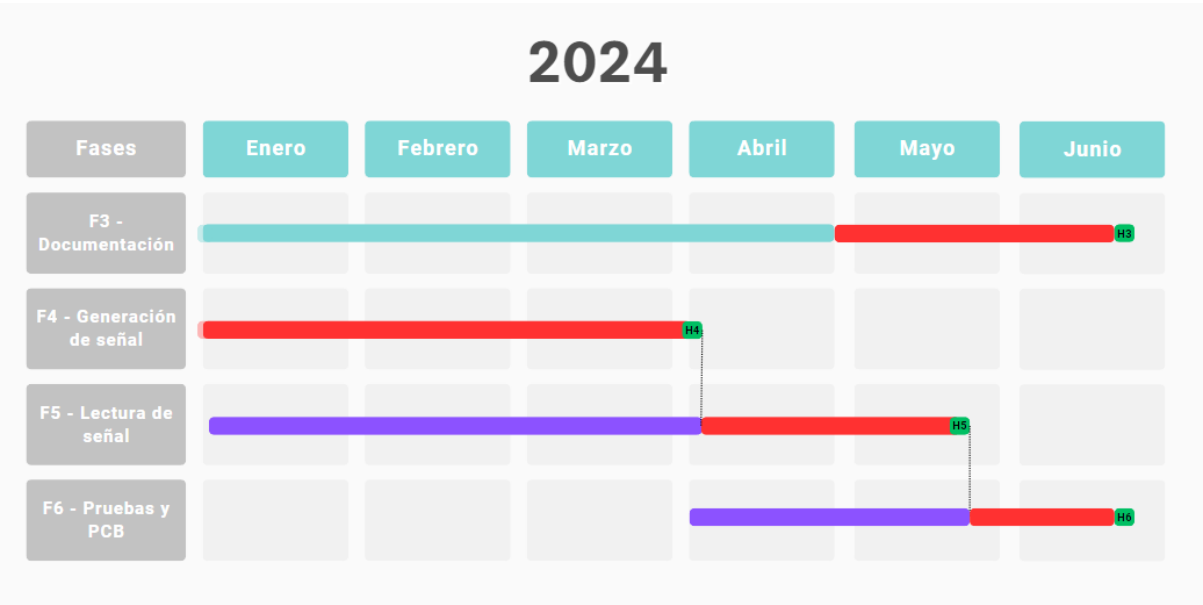 2024
Fases
Enero
Febrero
Marzo
Abril
Mayo
Junio
F3 -
Documentación
H3
F4 - Generación
de señal
H4
F5 - Lectura de
señal
H5
F6 - Pruebas y
PCB
H6